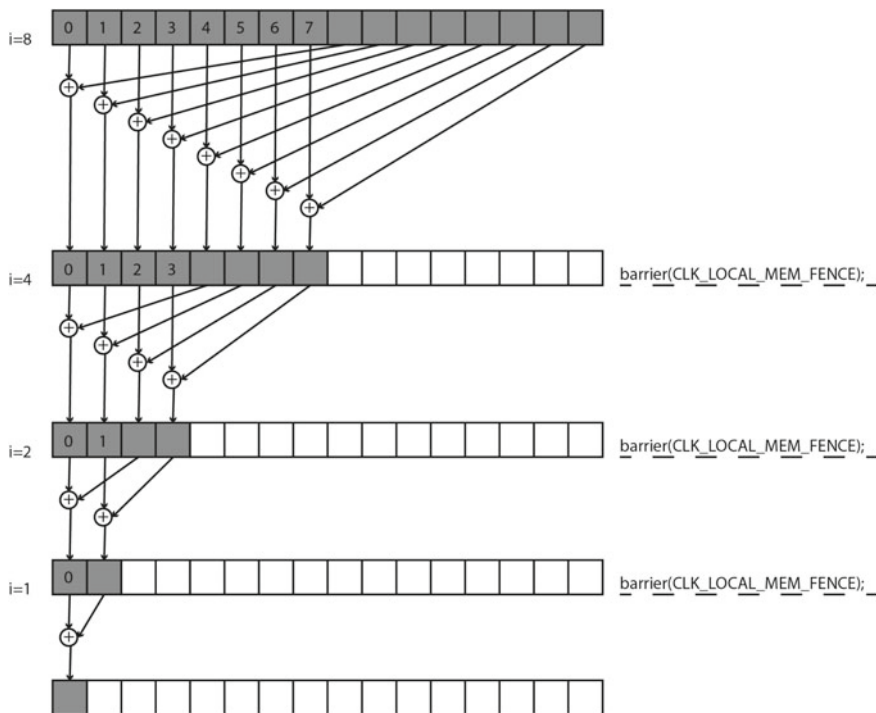 i=8 0 1 2 3 4 5 6 7
+ + + + + + + +
i=4 0 1 2 3 barrier(CLK_LOCAL_MEM_FENCE);
+ + + +
i=2 0 1 barrier(CLK_LOCAL_MEM_FENCE);
+ +
i=1 0 barrier(CLK_LOCAL_MEM_FENCE);
+